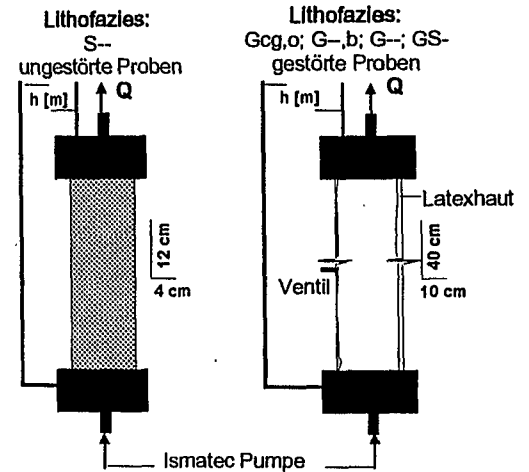 Lithofazies:
S--
ungestörte Proben
h [m]
Q
12 cm
4 cm
Lithofazies:
Gcg,o; G--,b; G--; GS-
gestörte Proben
h [m]
Q
Latexhaut
40 cm
10 cm
Ventil
Ismatec Pumpe